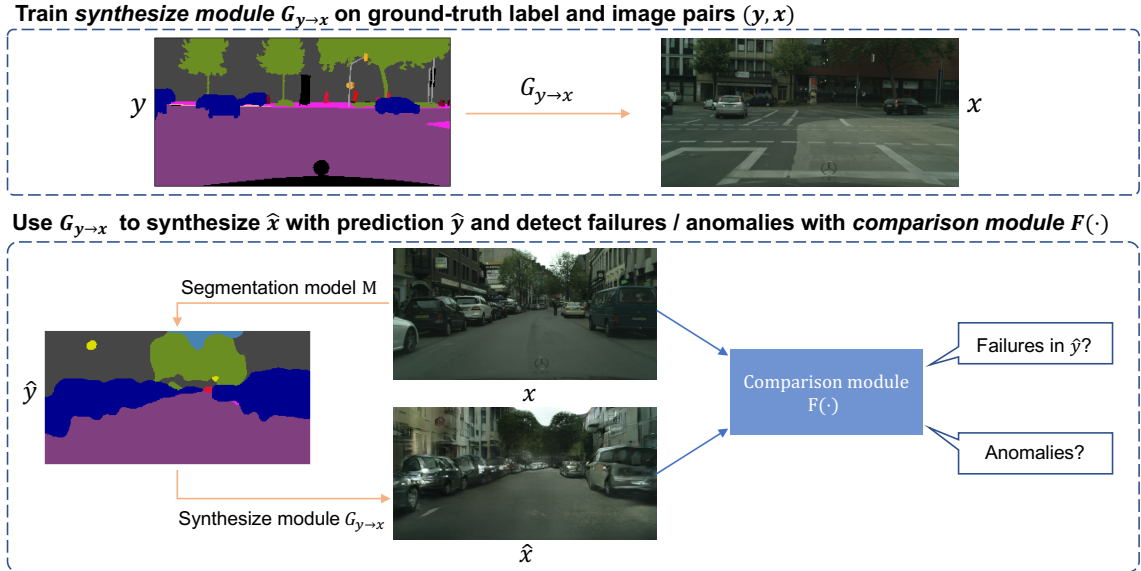 Train synthesize module G_{y→x} on ground-truth label and image pairs (y, x)
y
G_{y→x}
x
Use G_{y→x} to synthesize x̂ with prediction ŷ and detect failures / anomalies with comparison module F(·)
Segmentation model M
ŷ
x
Comparison module
F(·)
Failures in ŷ?
Anomalies?
Synthesize module G_{y→x}
x̂